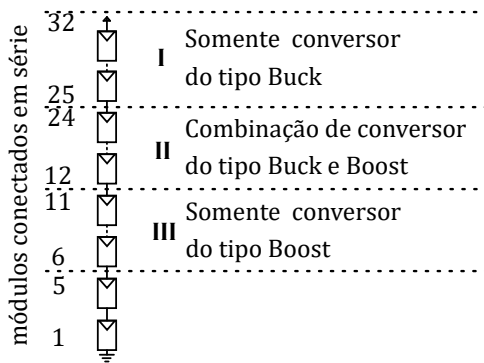 módulos conectados em série
32
I Somente conversor
do tipo Buck
25
24
II Combinação de conversor
do tipo Buck e Boost
12
11
III Somente conversor
do tipo Boost
6
5
1